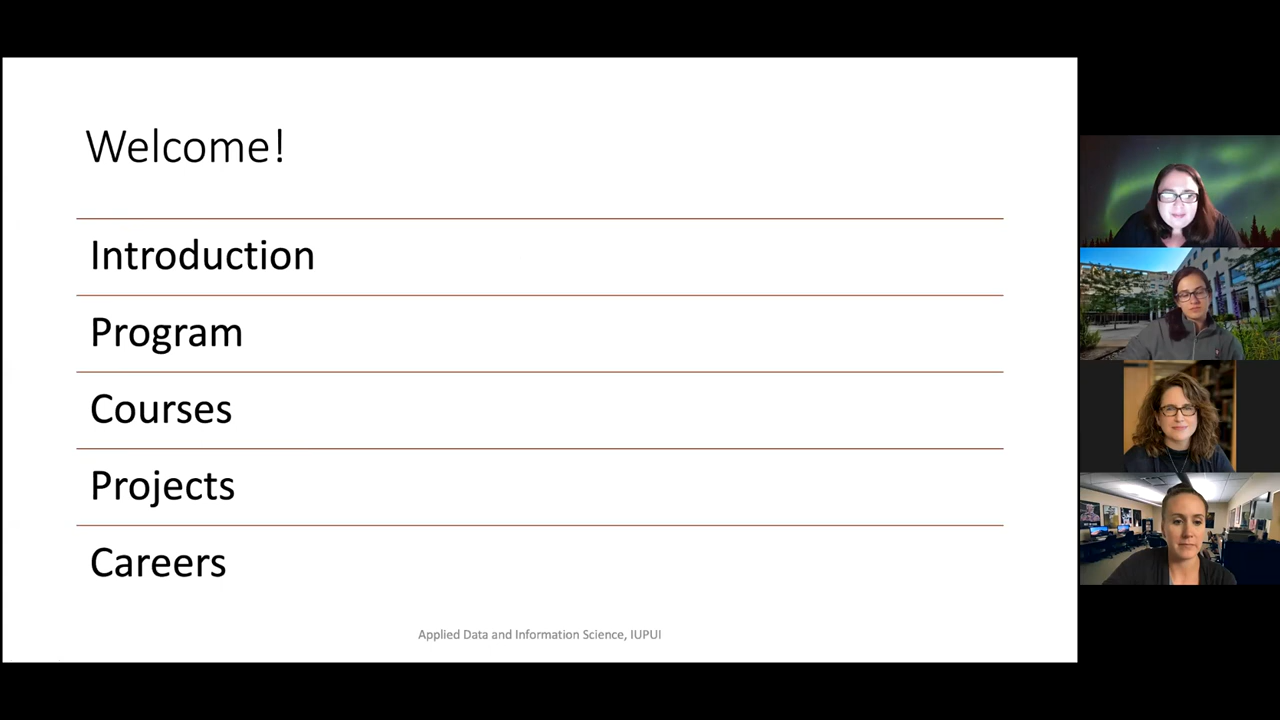 Welcome!
Introduction
Program
Courses
Projects
Careers
Applied Data and Information Science, IUPUI